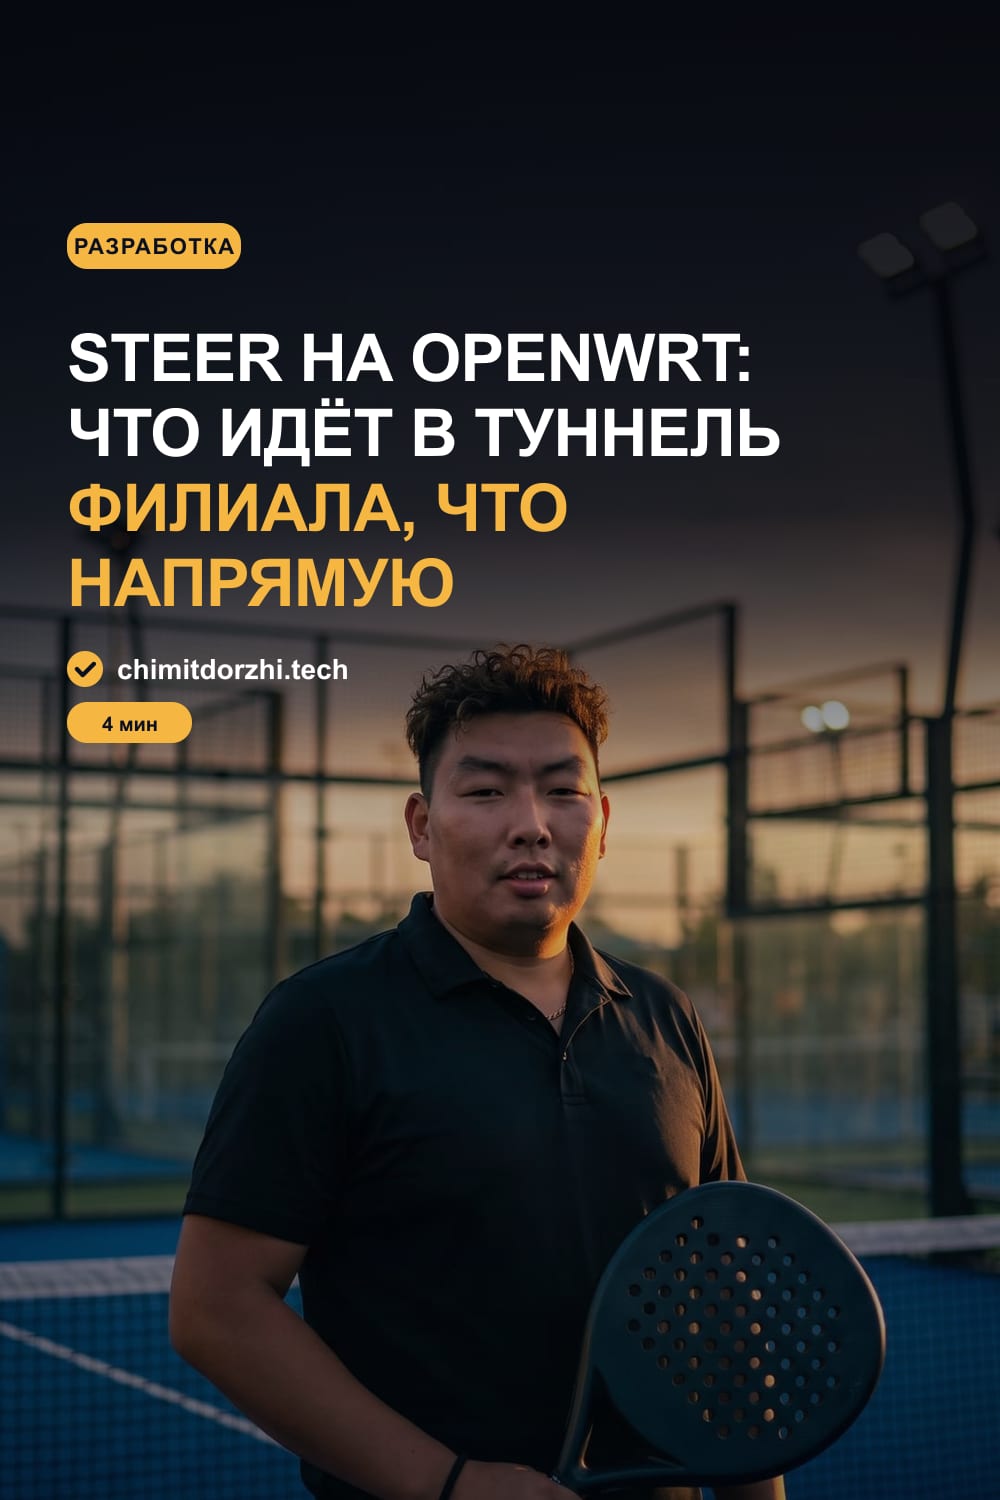 РАЗРАБОТКА
STEER НА OPENWRT:
ЧТО ИДЁТ В ТУННЕЛЬ
ФИЛИАЛА, ЧТО
НАПРЯМУЮ
chimitdorzhi.tech
4 мин